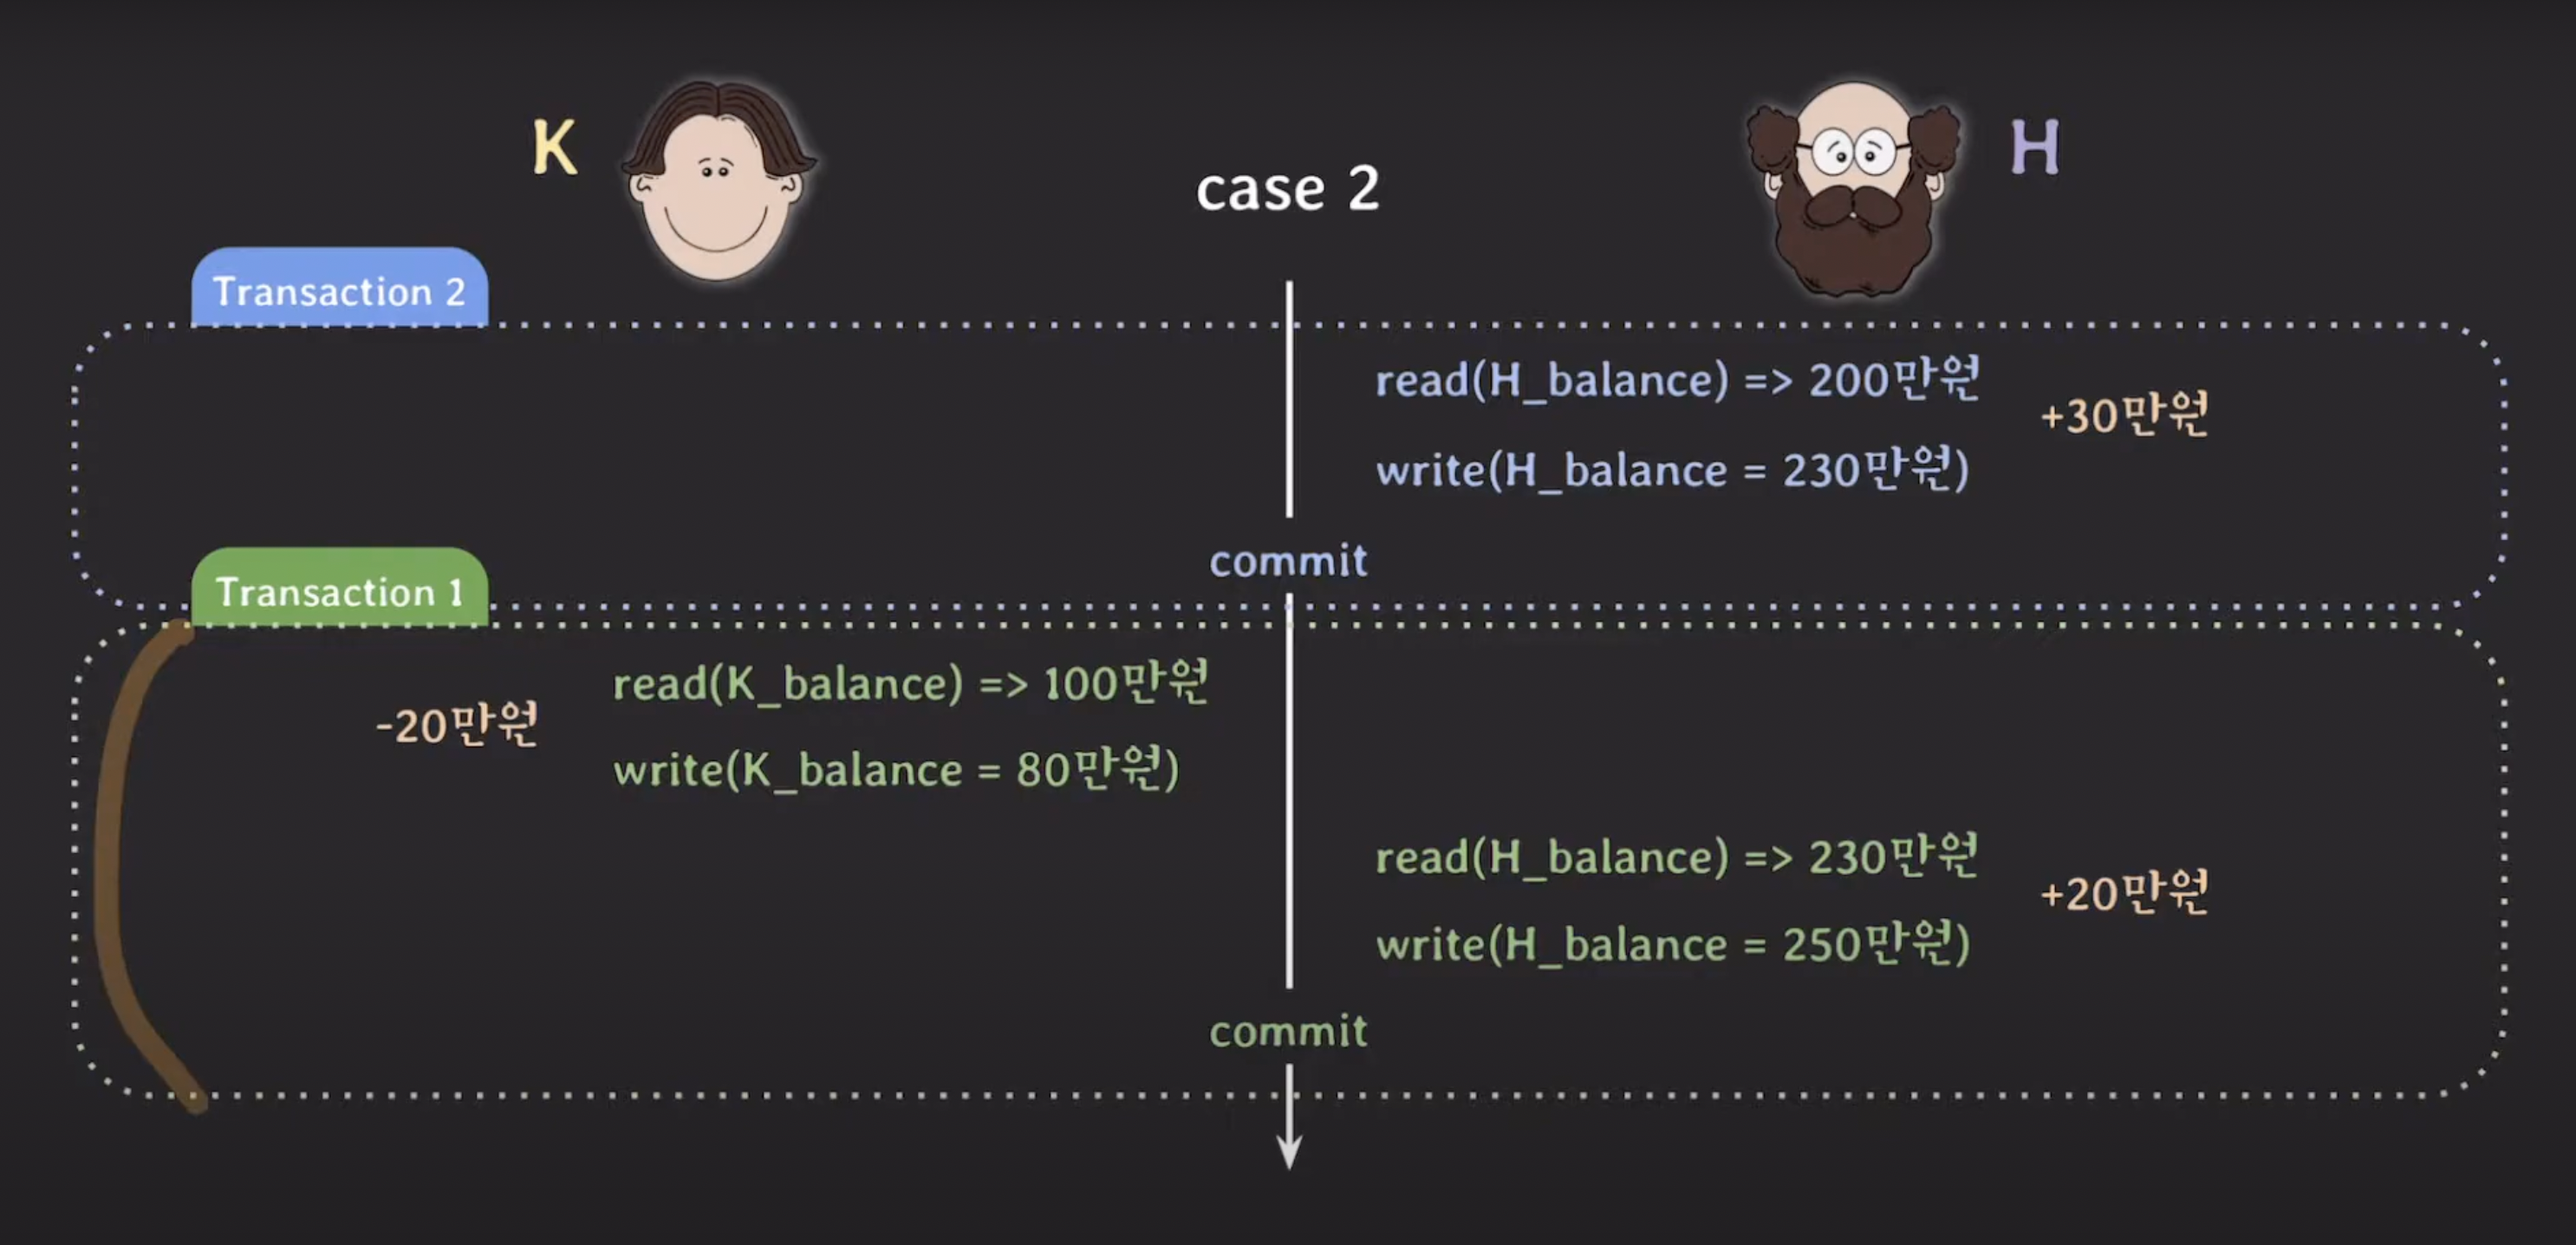 K
H
case 2
Transaction 2
read(H_balance) => 200만원
+30만원
write(H_balance = 230만원)
commit
Transaction 1
read(K_balance) => 100만원
-20만원
write(K_balance = 80만원)
read(H_balance) => 230만원
+20만원
write(H_balance = 250만원)
commit